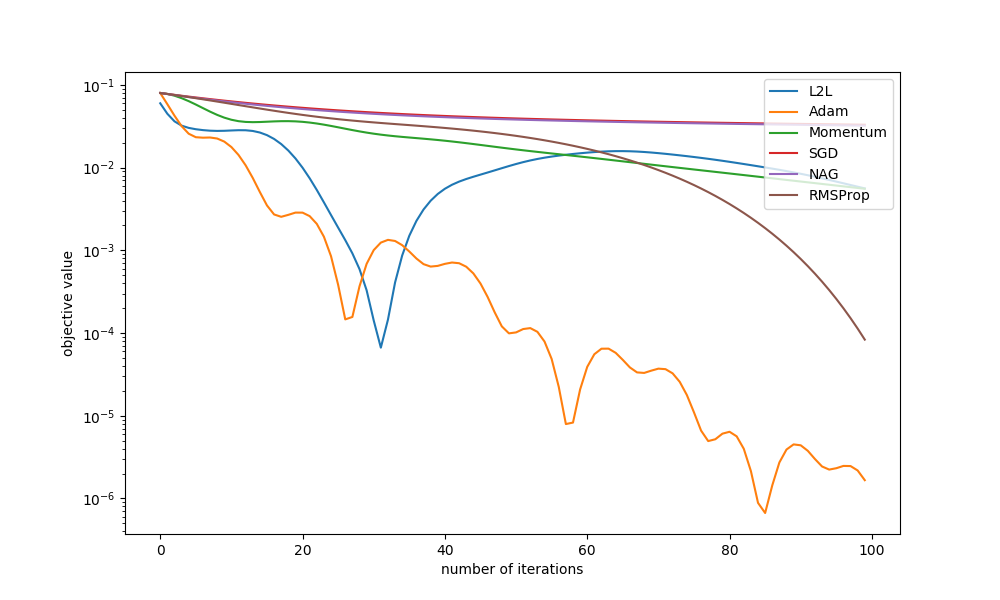 10⁻¹
10⁻²
10⁻³
10⁻⁴
10⁻⁵
10⁻⁶
objective value
0 20 40 60 80 100
number of iterations
L2L
Adam
Momentum
SGD
NAG
RMSProp